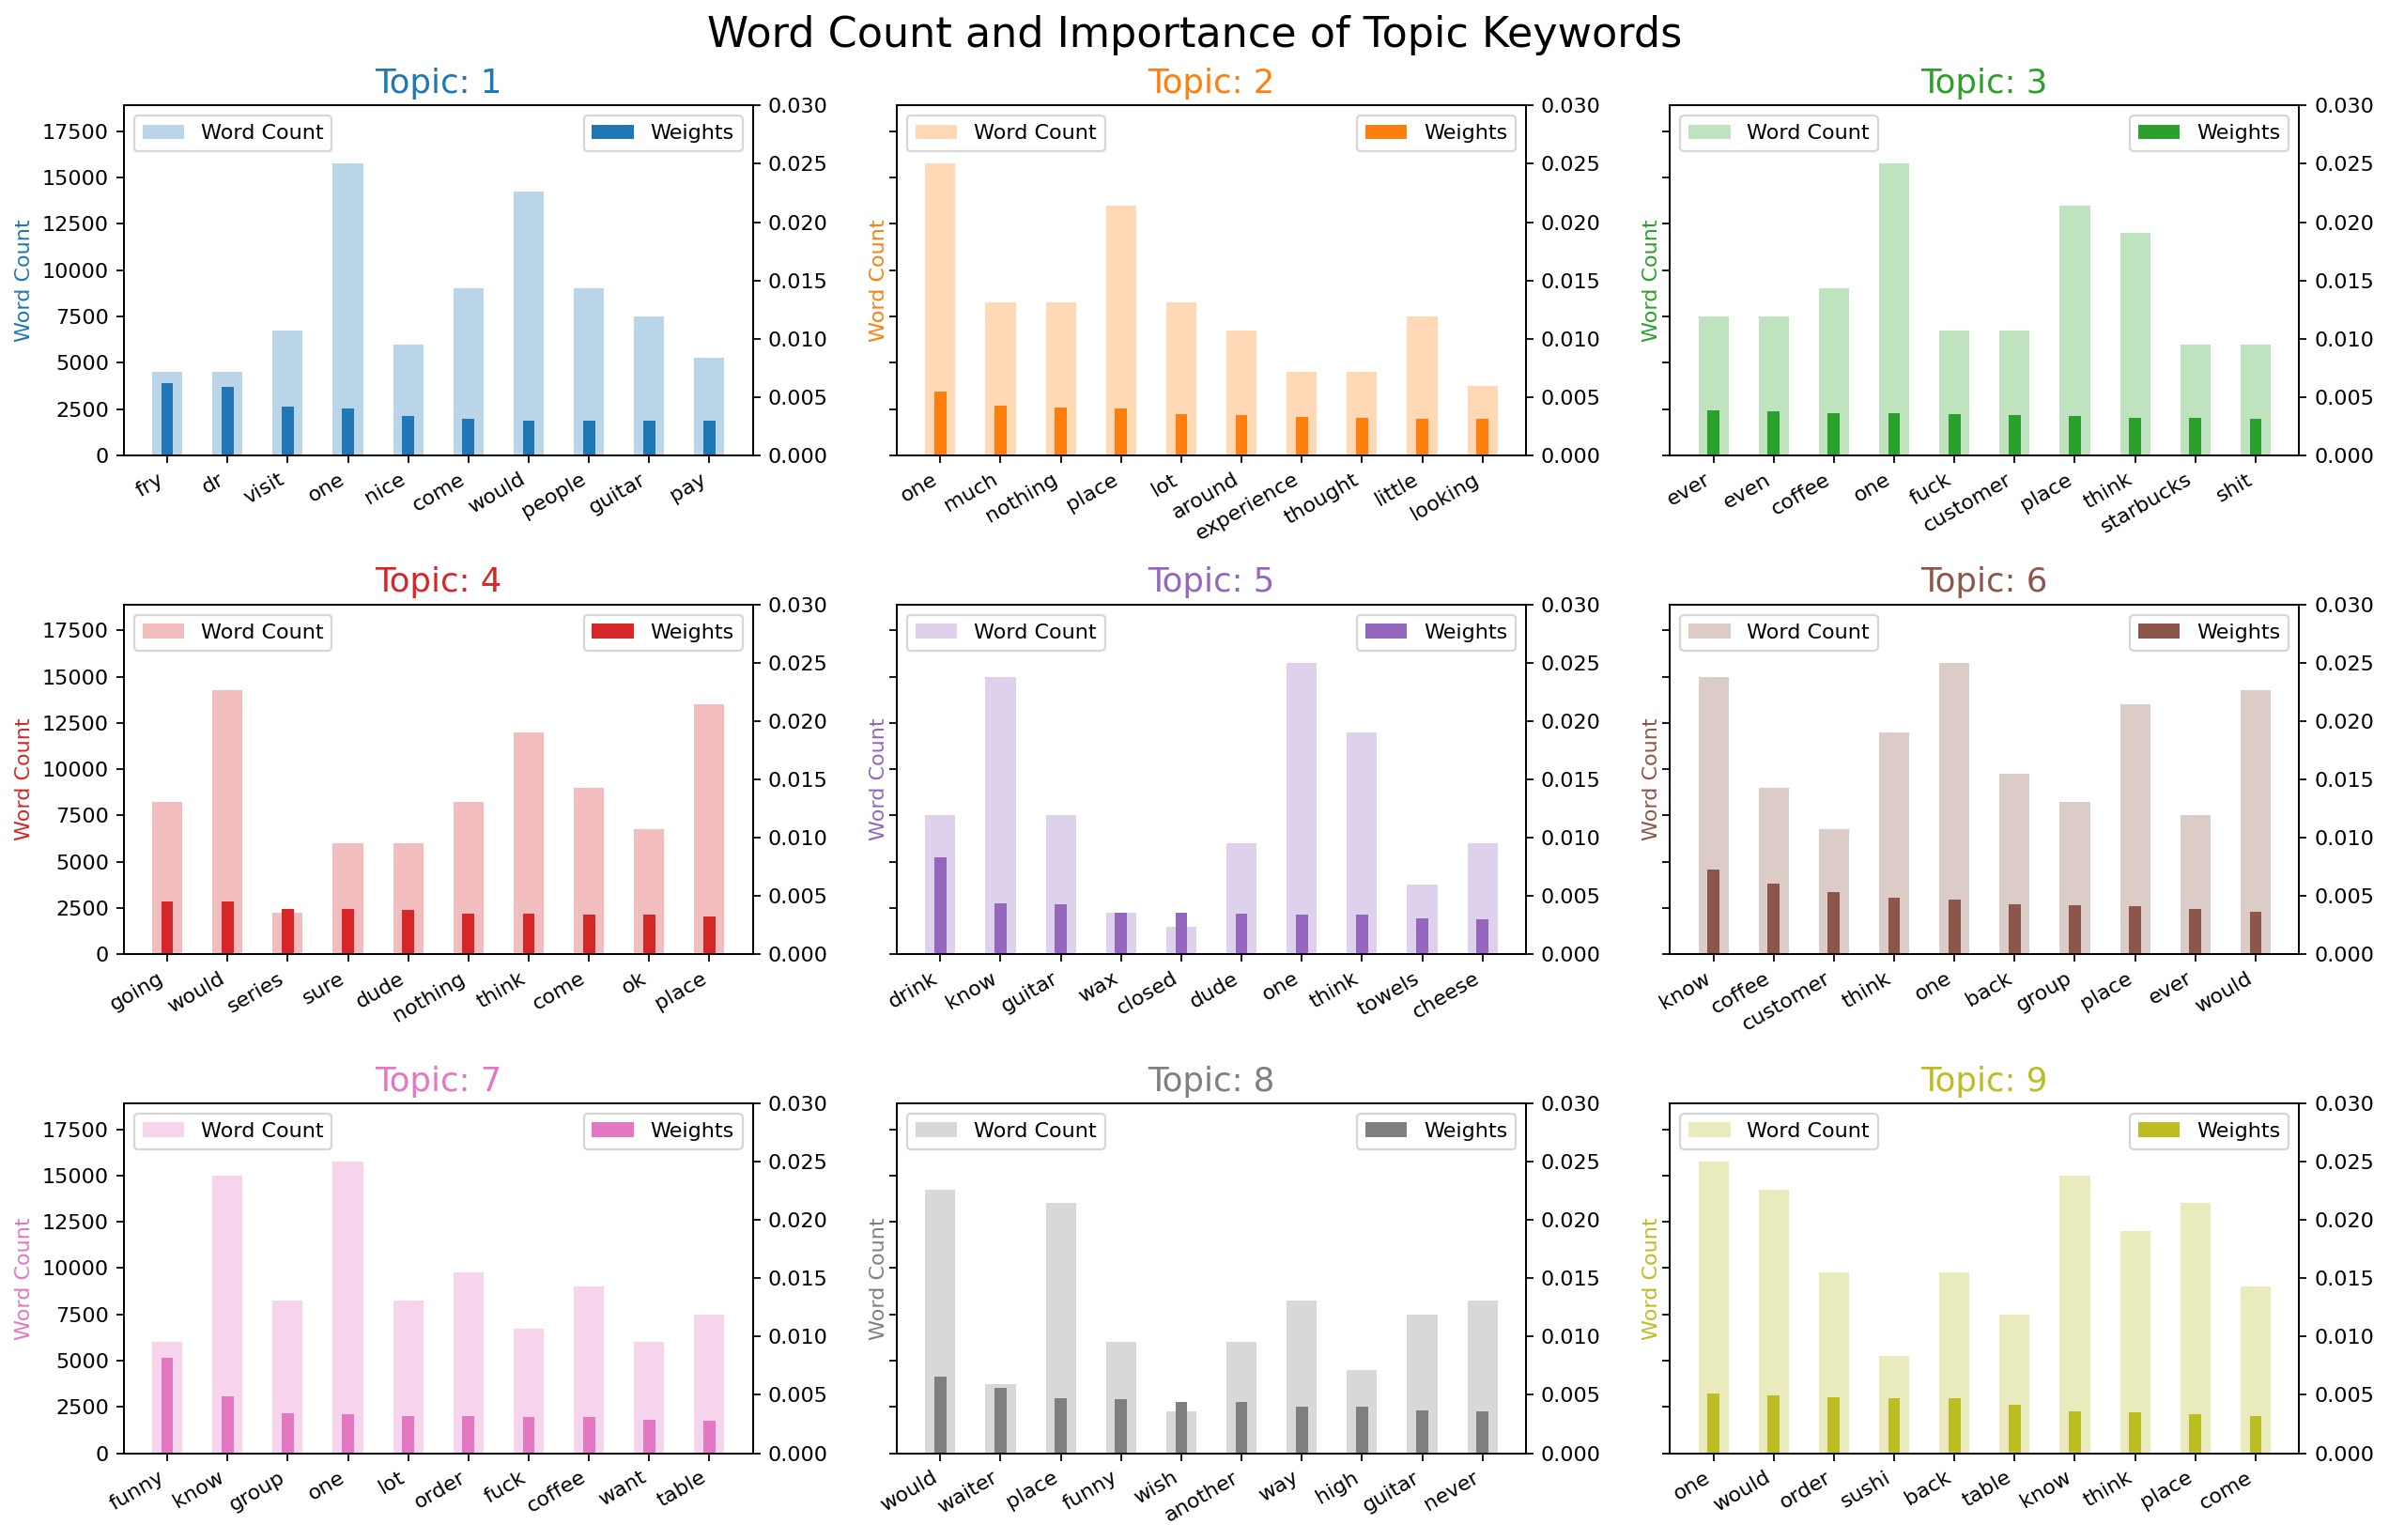 Word Count and Importance of Topic Keywords
Topic: 1
Word Count
Weights
Word Count
17500
15000
12500
10000
7500
5000
2500
0
0.030
0.025
0.020
0.015
0.010
0.005
0.000
fry dr visit one nice come would people guitar pay
Topic: 2
Word Count
Weights
Word Count
0.030
0.025
0.020
0.015
0.010
0.005
0.000
one much nothing place lot around experience thought little looking
Topic: 3
Word Count
Weights
Word Count
0.030
0.025
0.020
0.015
0.010
0.005
0.000
ever even coffee one fuck customer place think starbucks shit
Topic: 4
Word Count
Weights
Word Count
17500
15000
12500
10000
7500
5000
2500
0
0.030
0.025
0.020
0.015
0.010
0.005
0.000
going would series sure dude nothing think come ok place
Topic: 5
Word Count
Weights
Word Count
0.030
0.025
0.020
0.015
0.010
0.005
0.000
drink know guitar wax closed dude one think towels cheese
Topic: 6
Word Count
Weights
Word Count
0.030
0.025
0.020
0.015
0.010
0.005
0.000
know coffee customer think one back group place ever would
Topic: 7
Word Count
Weights
Word Count
17500
15000
12500
10000
7500
5000
2500
0
0.030
0.025
0.020
0.015
0.010
0.005
0.000
funny know group one lot order fuck coffee want table
Topic: 8
Word Count
Weights
Word Count
0.030
0.025
0.020
0.015
0.010
0.005
0.000
would waiter place funny wish another way high guitar never
Topic: 9
Word Count
Weights
Word Count
0.030
0.025
0.020
0.015
0.010
0.005
0.000
one would order sushi back table know think place come